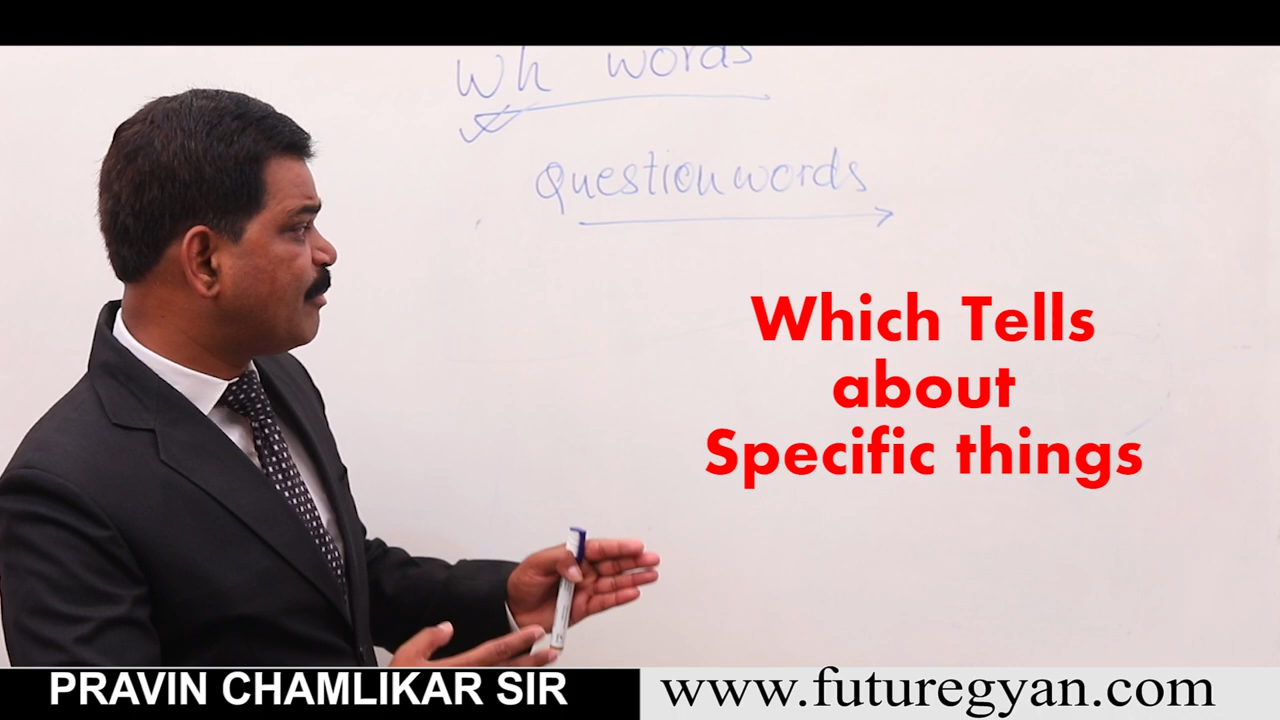 Wh words
Question words
Which Tells
about
Specific things
PRAVIN CHAMLIKAR SIR
www.futuregyan.com